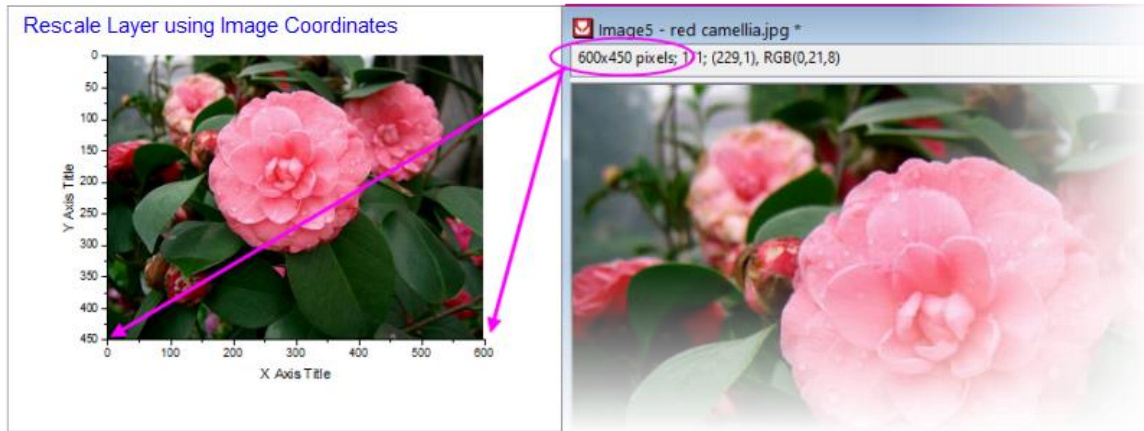 Rescale Layer using Image Coordinates
0
50
100
150
200
250
300
350
400
450
Y Axis Title
0 100 200 300 400 500 600
X Axis Title
Image5 - red camellia.jpg *
600x450 pixels; 1/1; (229,1), RGB(0,21,8)